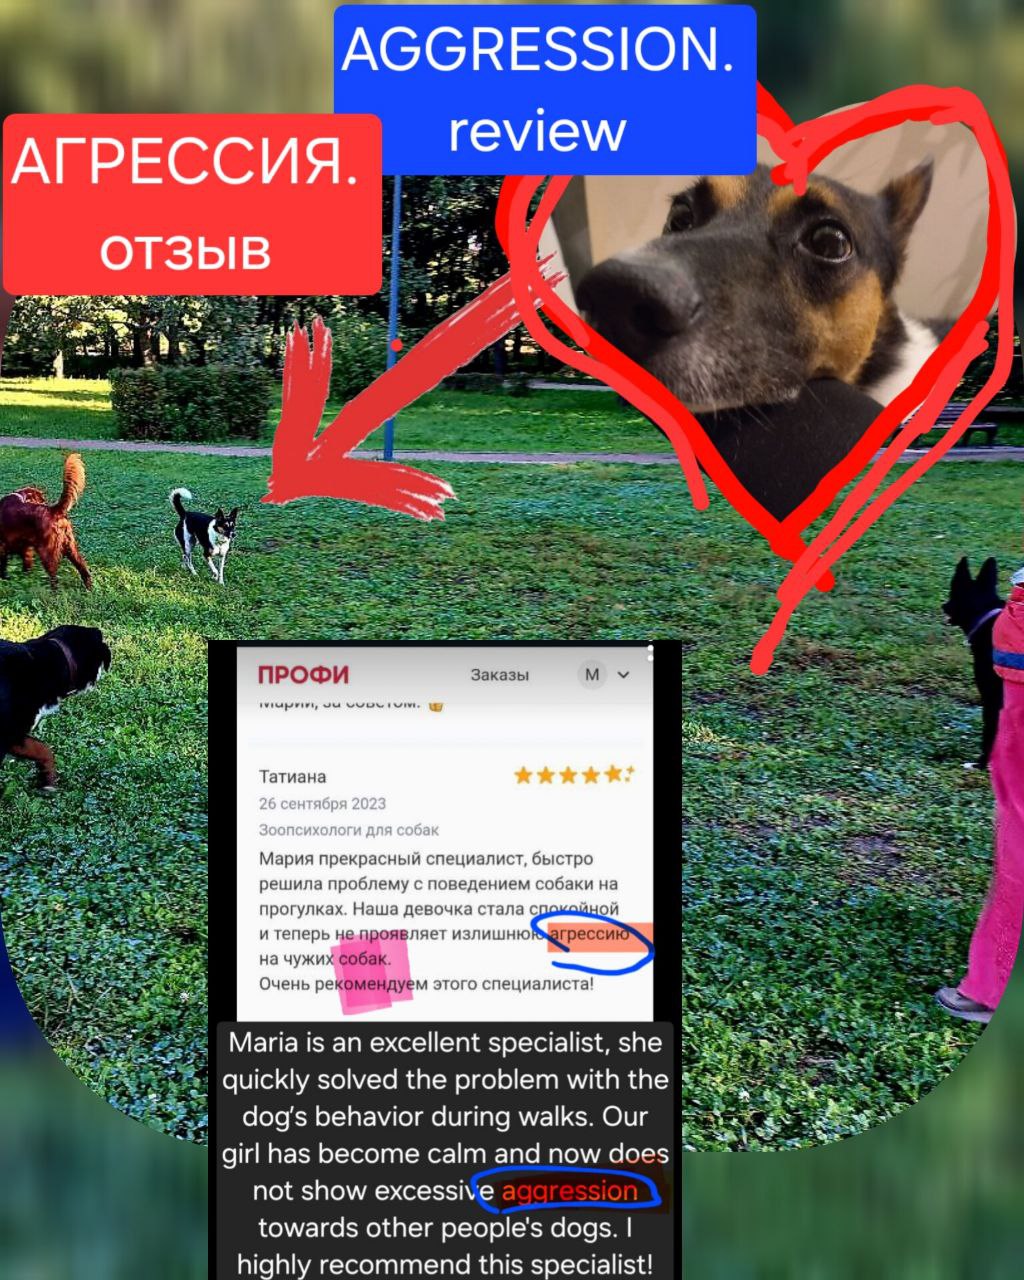 AGGRESSION.
review
АГРЕССИЯ.
отзыв
ПРОФИ Заказы М
Марии, за советом.
Татиана
26 сентября 2023
Зоопсихологи для собак
Мария прекрасный специалист, быстро
решила проблему с поведением собаки на
прогулках. Наша девочка стала спокойной
и теперь не проявляет излишнюю агрессию
на чужих собак.
Очень рекомендуем этого специалиста!
Maria is an excellent specialist, she
quickly solved the problem with the
dog's behavior during walks. Our
girl has become calm and now does
not show excessive aggression
towards other people's dogs. I
highly recommend this specialist!